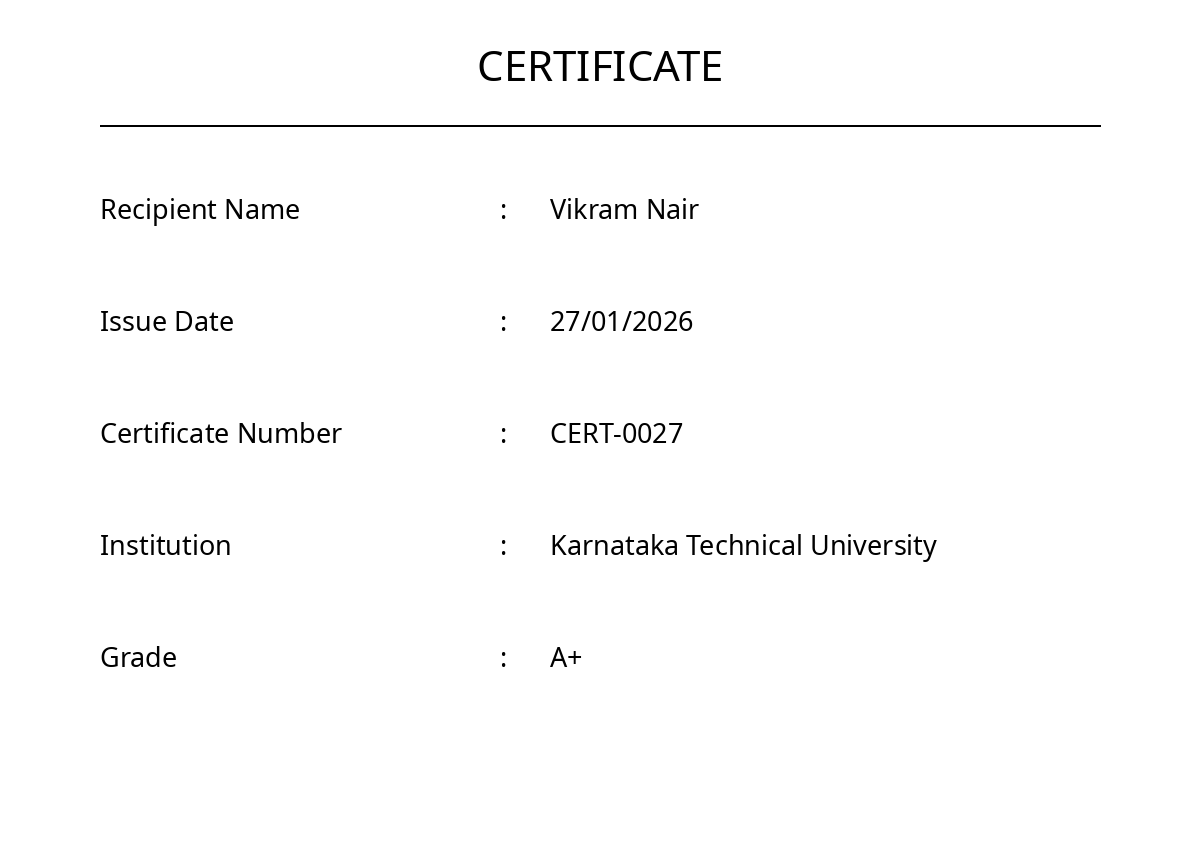 CERTIFICATE
Recipient Name : Vikram Nair
Issue Date : 27/01/2026
Certificate Number : CERT-0027
Institution : Karnataka Technical University
Grade : A+